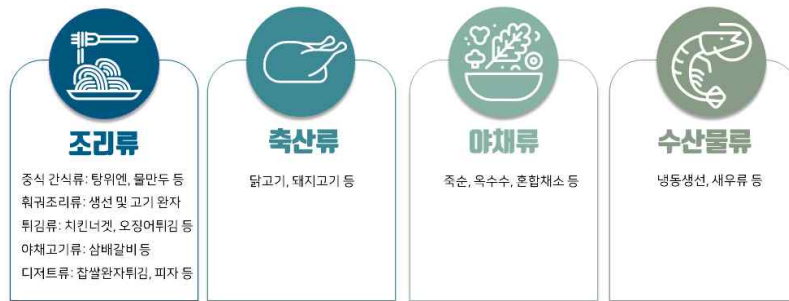 조리류
중식 간식류: 탕위엔, 물만두 등
훠궈조리류: 생선 및 고기 완자
튀김류: 치킨너겟, 오징어튀김 등
야채고기류: 삼배갈비 등
디저트류: 찹쌀완자튀김, 피자 등
축산류
닭고기, 돼지고기 등
야채류
죽순, 옥수수, 혼합채소 등
수산물류
냉동생선, 새우류 등